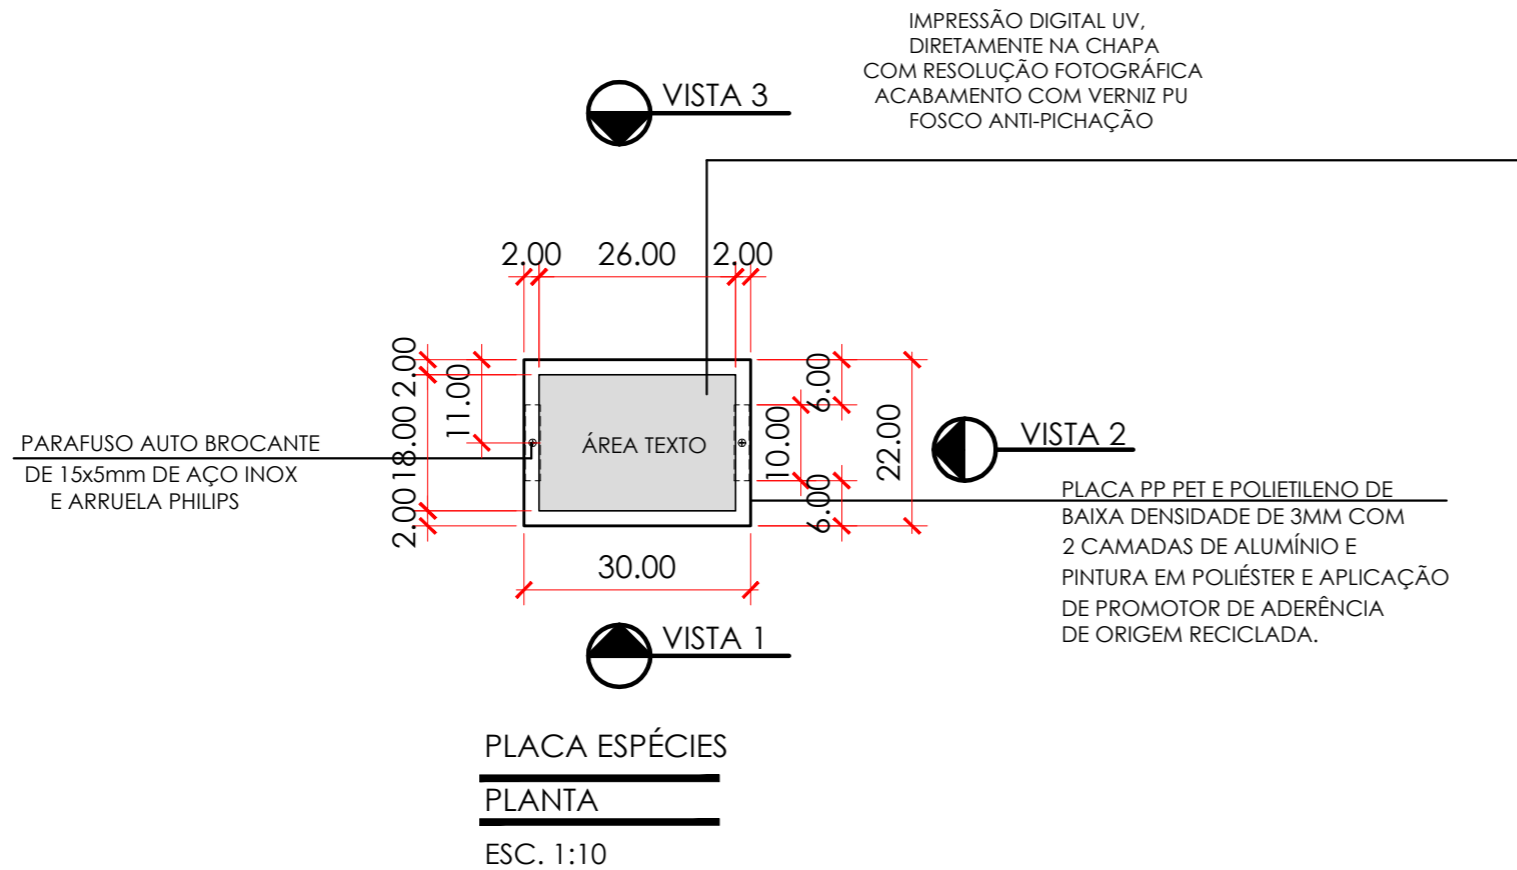 IMPRESSÃO DIGITAL UV,
DIRETAMENTE NA CHAPA
COM RESOLUÇÃO FOTOGRÁFICA
ACABAMENTO COM VERNIZ PU
FOSCO ANTI-PICHAÇÃO
VISTA 3
2.00 26.00 2.00
2.00
11.00
18.00
2.00
ÁREA TEXTO
6.00
10.00
6.00
22.00
30.00
PARAFUSO AUTO BROCANTE
DE 15x5mm DE AÇO INOX
E ARRUELA PHILIPS
VISTA 2
PLACA PP PET E POLIETILENO DE
BAIXA DENSIDADE DE 3MM COM
2 CAMADAS DE ALUMÍNIO E
PINTURA EM POLIÉSTER E APLICAÇÃO
DE PROMOTOR DE ADERÊNCIA
DE ORIGEM RECICLADA.
VISTA 1
PLACA ESPÉCIES
PLANTA
ESC. 1:10